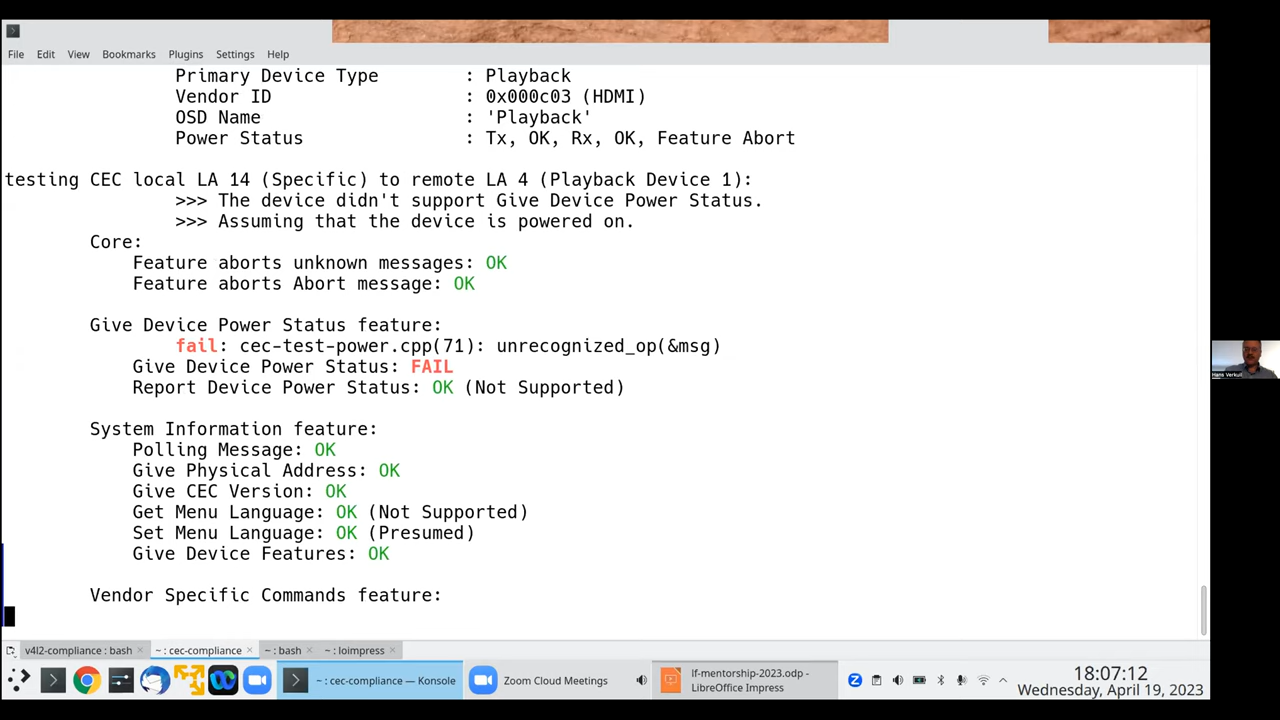 File Edit View Bookmarks Plugins Settings Help
Primary Device Type : Playback
Vendor ID : 0x000c03 (HDMI)
OSD Name : 'Playback'
Power Status : Tx, OK, Rx, OK, Feature Abort
testing CEC local LA 14 (Specific) to remote LA 4 (Playback Device 1):
>>> The device didn't support Give Device Power Status.
>>> Assuming that the device is powered on.
Core:
Feature aborts unknown messages: OK
Feature aborts Abort message: OK
Give Device Power Status feature:
fail: cec-test-power.cpp(71): unrecognized_op(&msg)
Give Device Power Status: FAIL
Report Device Power Status: OK (Not Supported)
System Information feature:
Polling Message: OK
Give Physical Address: OK
Give CEC Version: OK
Get Menu Language: OK (Not Supported)
Set Menu Language: OK (Presumed)
Give Device Features: OK
Vendor Specific Commands feature:
Hans Verkuil
v4l2-compliance : bash ~ : cec-compliance ~ : bash ~ : loimpress
~ : cec-compliance — Konsole
Zoom Cloud Meetings
lf-mentorship-2023.odp -
LibreOffice Impress
18:07:12
Wednesday, April 19, 2023